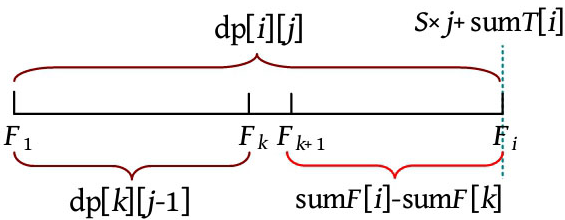 dp[i][j]
S×j+sumT[i]
F1 Fk Fk+1 Fi
dp[k][j-1]
sumF[i]-sumF[k]